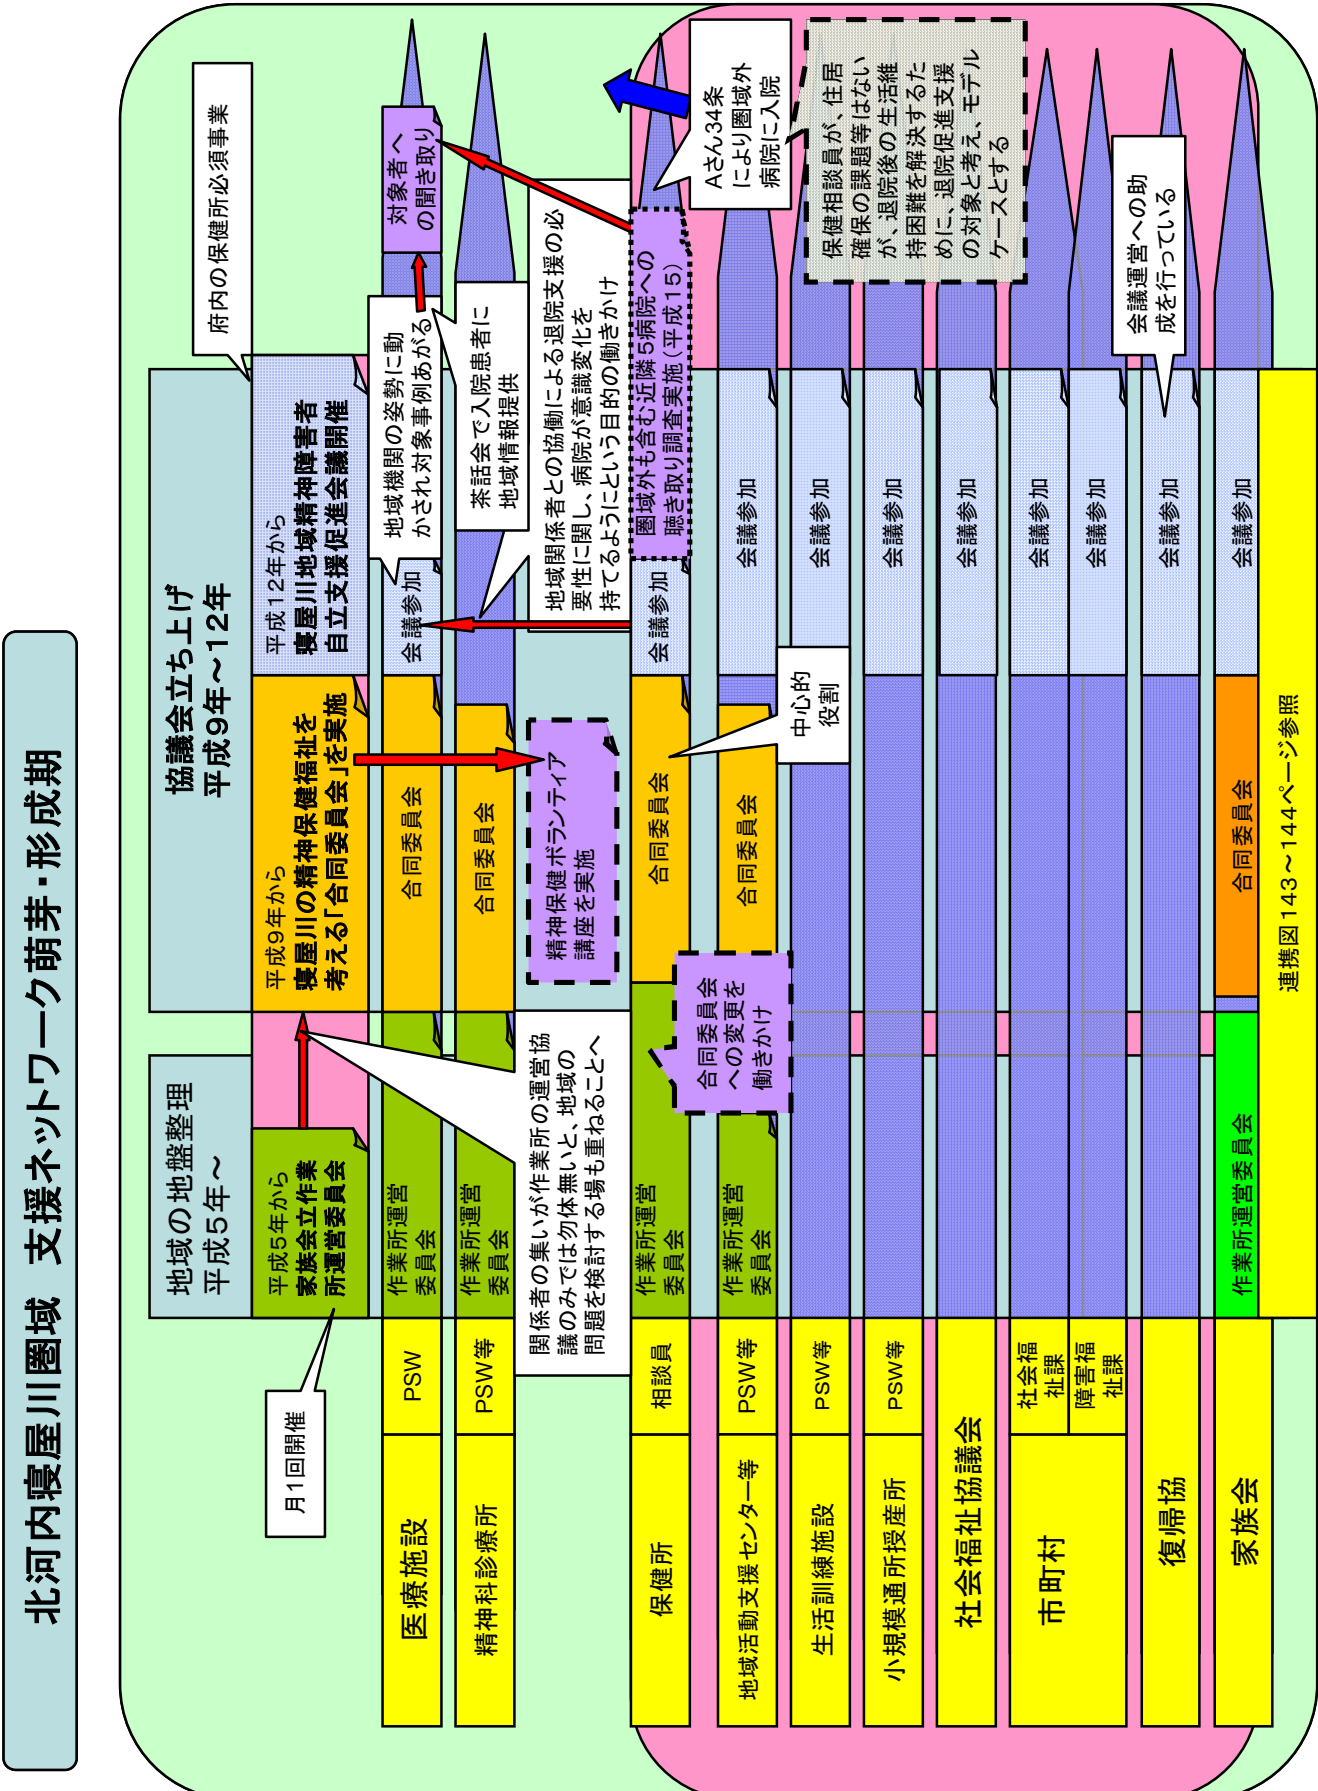 北河内寝屋川圏域　支援ネットワーク萌芽・形成期
地域の地盤整理
平成5年～
協議会立ち上げ
平成9年～12年
府内の保健所必須事業
月1回開催
平成5年から
家族会立作業
所運営委員会
平成9年から
寝屋川の精神保健福祉を
考える「合同委員会」を実施
平成12年から
寝屋川地域精神障害者
自立支援促進会議開催
医療施設
PSW
作業所運営
委員会
合同委員会
会議参加
地域機関の姿勢に動
かされ対象事例あがる
対象者へ
の聞き取り
精神科診療所
PSW等
作業所運営
委員会
合同委員会
茶話会で入院患者に
地域情報提供
関係者の集いが作業所の運営協
議のみでは勿体無いと、地域の
問題を検討する場も重ねることへ
精神保健ボランティア
講座を実施
地域関係者との協働による退院支援の必
要性に関し、病院が意識変化を
持てるようにという目的の働きかけ
保健所
相談員
作業所運営
委員会
合同委員会
会議参加
圏域外も含む近隣5病院への
聴き取り調査実施(平成15)
Aさん34条
により圏域外
病院に入院
合同委員会
への変更を
働きかけ
地域活動支援センター等
PSW等
作業所運営
委員会
合同委員会
会議参加
中心的
役割
保健相談員が、住居
確保の課題等はない
が、退院後の生活維
持困難を解決するた
めに、退院促進支援
の対象と考え、モデル
ケースとする
生活訓練施設
PSW等
会議参加
小規模通所授産所
PSW等
会議参加
社会福祉協議会
会議参加
市町村
社会福
祉課
会議参加
障害福
祉課
会議参加
復帰協
会議参加
会議運営への助
成を行っている
家族会
作業所運営委員会
合同委員会
会議参加
連携図143～144ページ参照